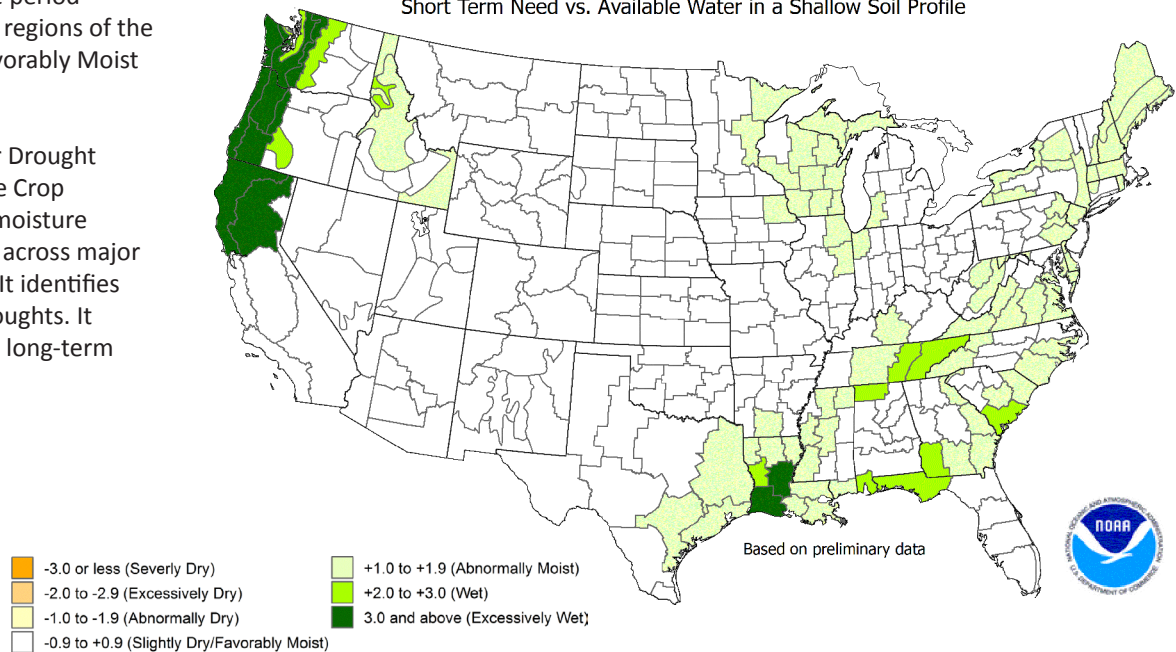 e period
regions of the
vorably Moist
r Drought
e Crop
moisture
across major
It identifies
oughts. It
long-term
Short Term Need vs. Available Water in a Shallow Soil Profile
Based on preliminary data
NATIONAL OCEANIC AND ATMOSPHERIC ADMINISTRATION
NOAA
U.S. DEPARTMENT OF COMMERCE
-3.0 or less (Severly Dry)
-2.0 to -2.9 (Excessively Dry)
-1.0 to -1.9 (Abnormally Dry)
-0.9 to +0.9 (Slightly Dry/Favorably Moist)
+1.0 to +1.9 (Abnormally Moist)
+2.0 to +3.0 (Wet)
3.0 and above (Excessively Wet)